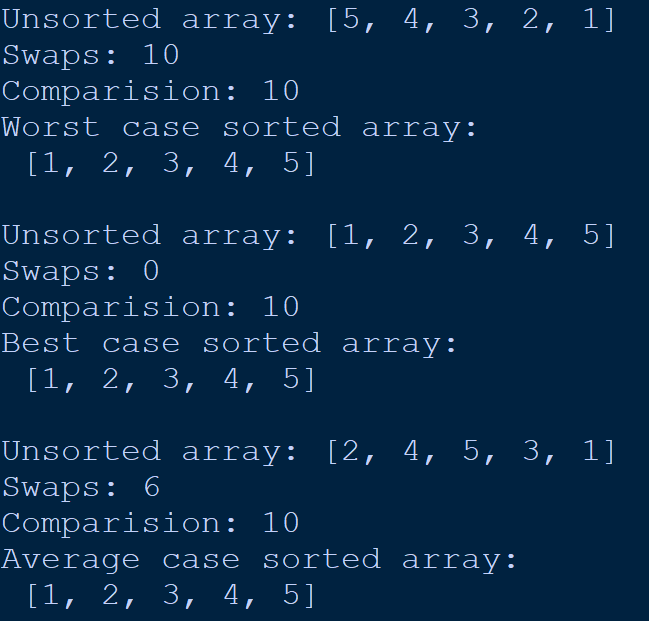 Unsorted array: [5, 4, 3, 2, 1]
Swaps: 10
Comparision: 10
Worst case sorted array:
 [1, 2, 3, 4, 5]

Unsorted array: [1, 2, 3, 4, 5]
Swaps: 0
Comparision: 10
Best case sorted array:
 [1, 2, 3, 4, 5]

Unsorted array: [2, 4, 5, 3, 1]
Swaps: 6
Comparision: 10
Average case sorted array:
 [1, 2, 3, 4, 5]